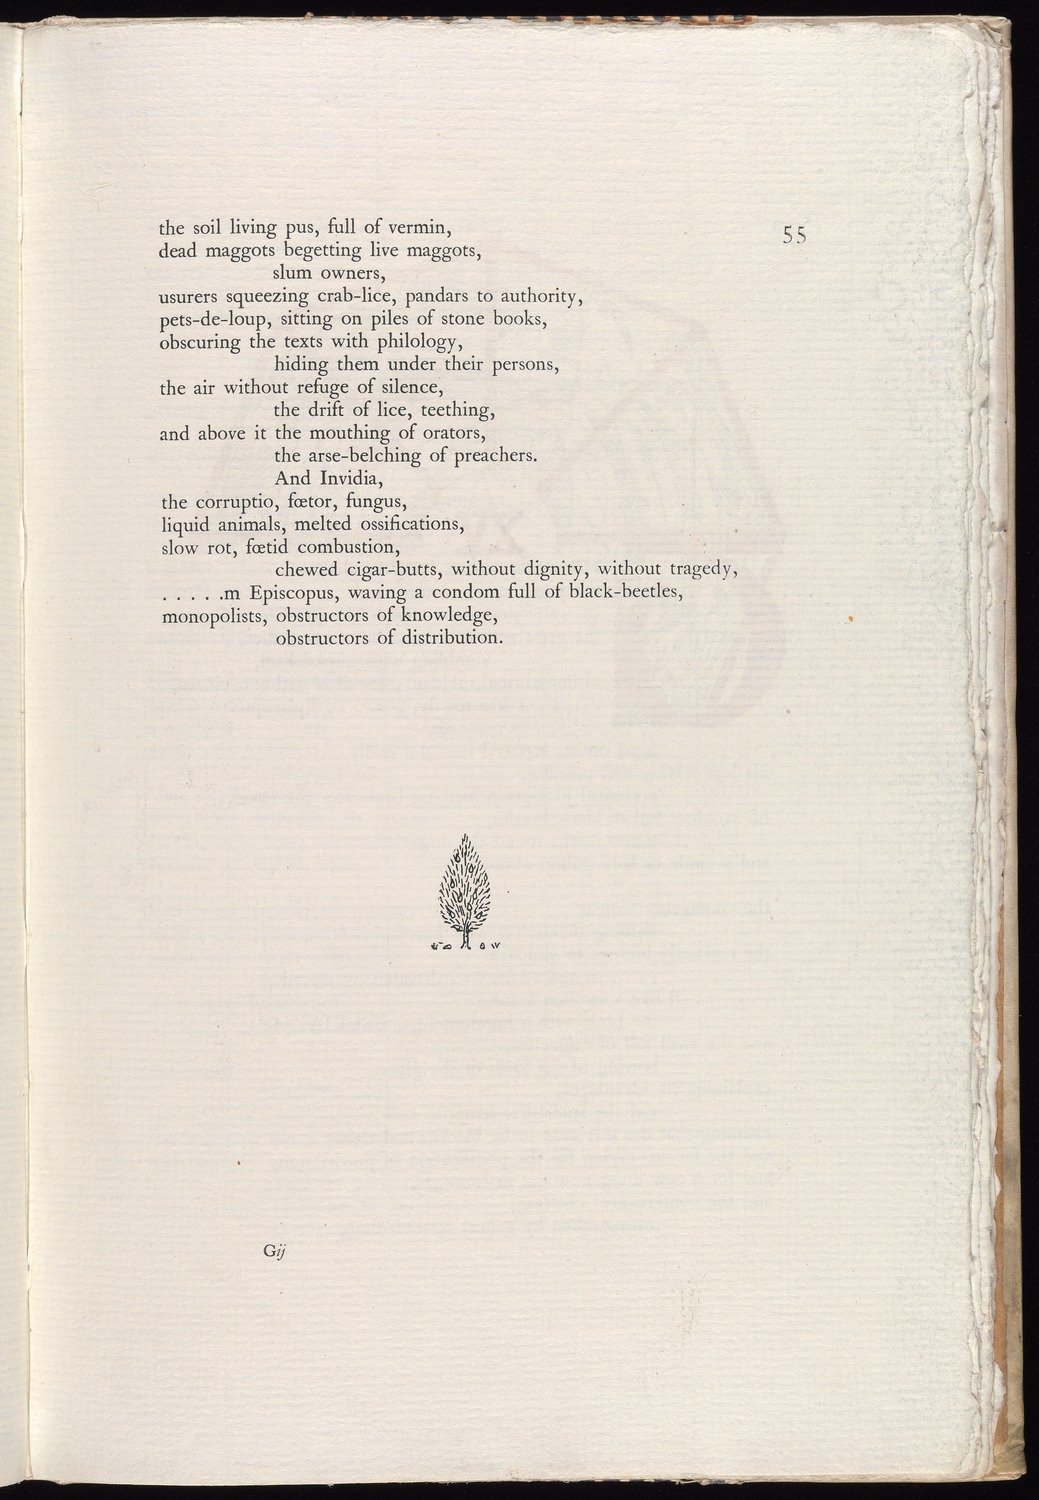 the soil living pus, full of vermin,
55
dead maggots begetting live maggots,
slum owners,
usurers squeezing crab-lice, pandars to authority,
pets-de-loup, sitting on piles of stone books,
obscuring the texts with philology,
hiding them under their persons,
the air without refuge of silence,
the drift of lice, teething,
and above it the mouthing of orators,
the arse-belching of preachers.
And Invidia,
the corruptio, fœtor, fungus,
liquid animals, melted ossifications,
slow rot, fœtid combustion,
chewed cigar-butts, without dignity, without tragedy,
. . . . .m Episcopus, waving a condom full of black-beetles,
monopolists, obstructors of knowledge,
obstructors of distribution.
Gij